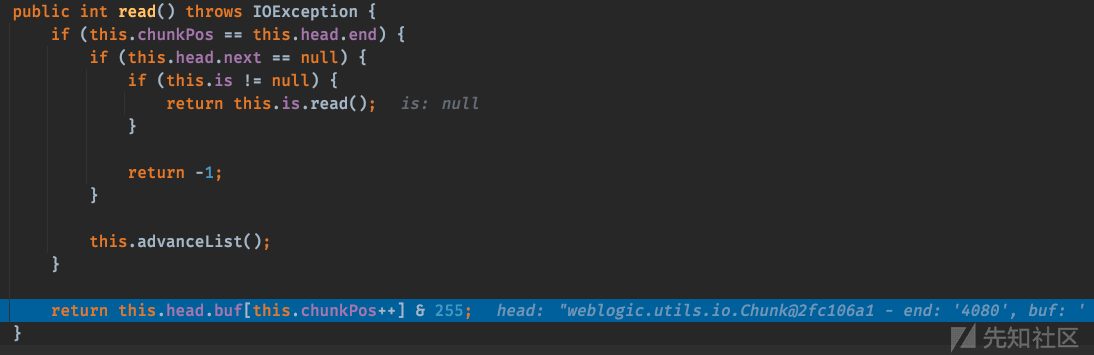 public int read() throws IOException {
if (this.chunkPos == this.head.end) {
if (this.head.next == null) {
if (this.is != null) {
return this.is.read(); is: null
}
return -1;
}
this.advanceList();
}
return this.head.buf[this.chunkPos++] & 255; head: "weblogic.utils.io.Chunk@2fc106a1 - end: '4080', buf: '
}
先知社区